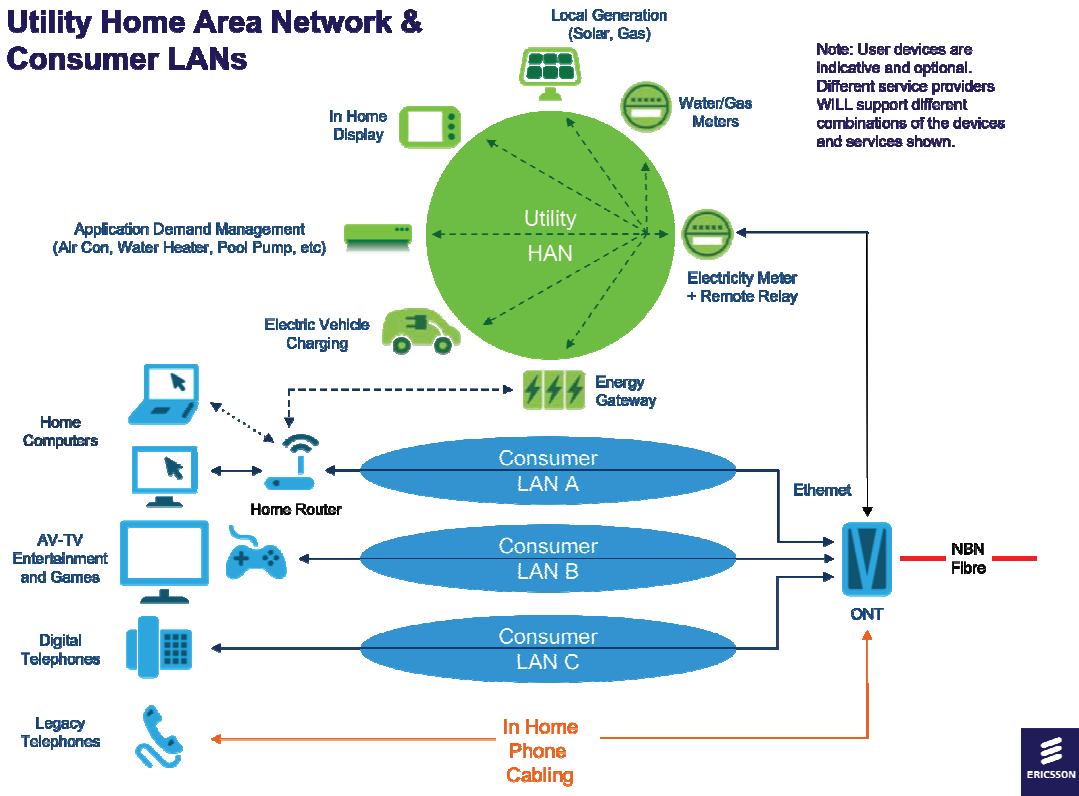 Utility Home Area Network &
Consumer LANs
Local Generation
(Solar, Gas)
Note: User devices are
indicative and optional.
Different service providers
WILL support different
combinations of the devices
and services shown.
In Home
Display
Water/Gas
Meters
Application Demand Management
(Air Con, Water Heater, Pool Pump, etc)
Utility
HAN
Electricity Meter
+ Remote Relay
Electric Vehicle
Charging
Energy
Gateway
Home
Computers
Home Router
Consumer
LAN A
Ethernet
AV-TV
Entertainment
and Games
Consumer
LAN B
NBN
Fibre
ONT
Digital
Telephones
Consumer
LAN C
Legacy
Telephones
In Home
Phone
Cabling
ERICSSON